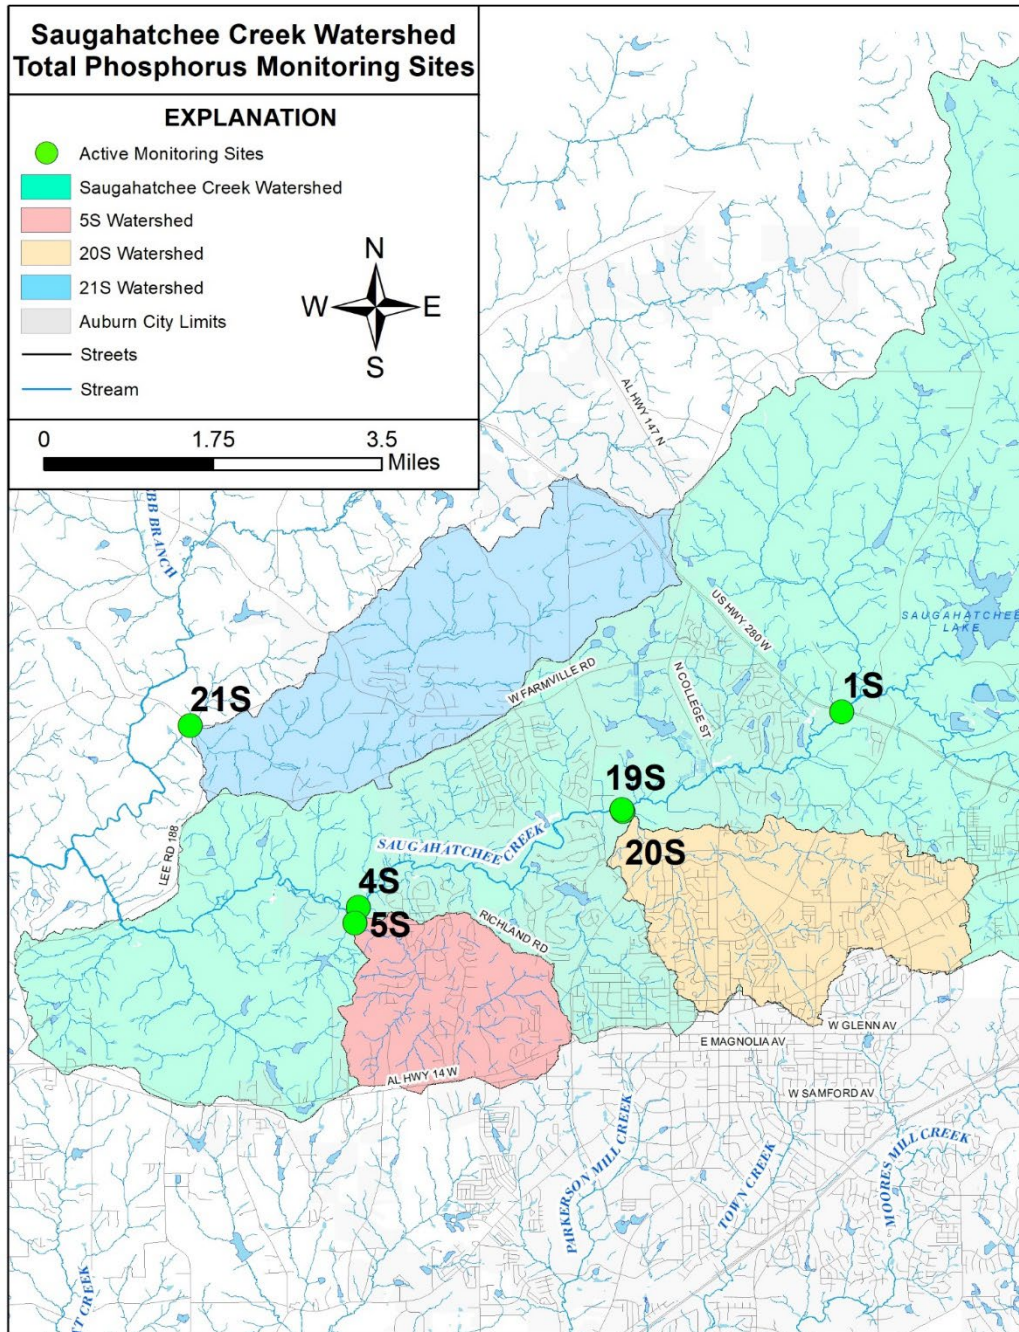 Saugahatchee Creek Watershed
Total Phosphorus Monitoring Sites
EXPLANATION
Active Monitoring Sites
Saugahatchee Creek Watershed
5S Watershed
20S Watershed
21S Watershed
Auburn City Limits
Streets
Stream
N
W E
S
0 1.75 3.5
Miles
AL HWY 147 N
BB BRANCH
US HWY 280 W
SAUGAHATCHEE
LAKE
W FARMVILLE RD
N COLLEGE ST
1S
21S
19S
20S
SAUGAHATCHEE CREEK
LEE RD 188
4S
5S
RICHLAND RD
W GLENN AV
E MAGNOLIA AV
AL HWY 14 W
W SAMFORD AV
PARKERSON MILL CREEK
TOWN CREEK
MOORES MILL CREEK
CREEK